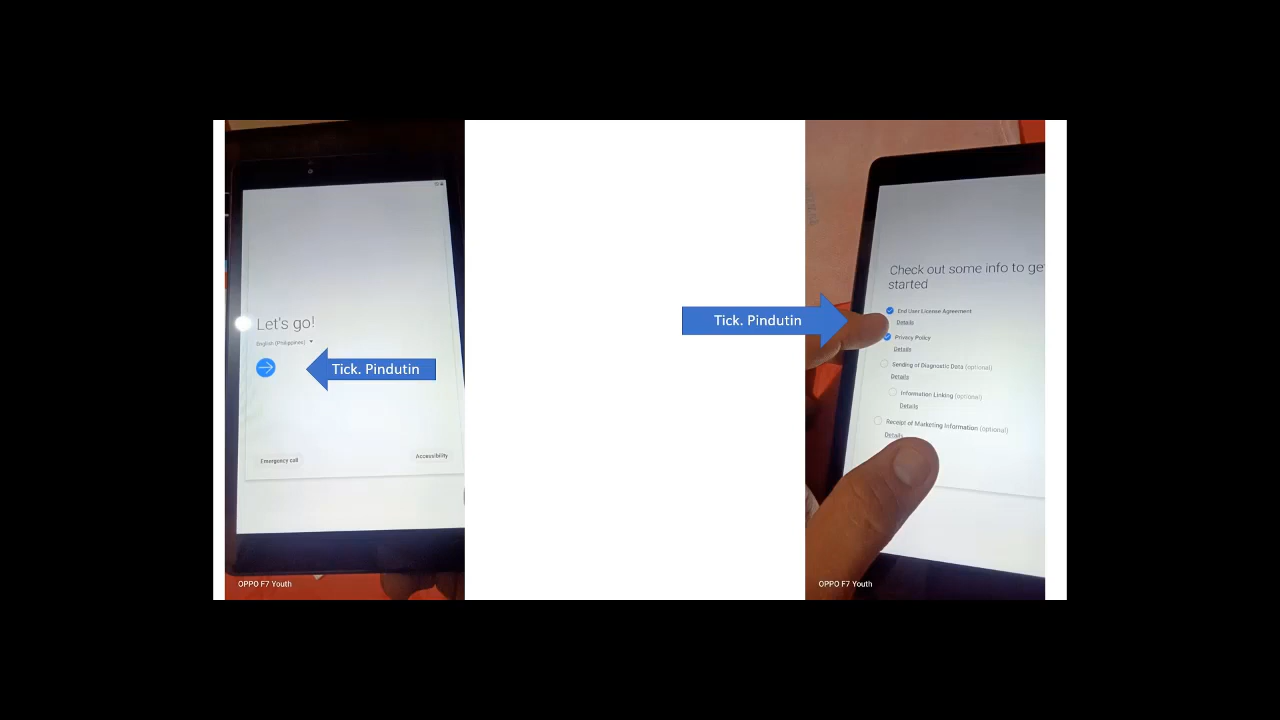 Let's go!
English (Philippines)
Tick. Pindutin
Emergency call
Accessibility
OPPO F7 Youth
Tick. Pindutin
Check out some info to ge
started
End User License Agreement
Details
Privacy Policy
Details
Sending of Diagnostic Data (optional)
Details
Information Linking (optional)
Details
Receipt of Marketing Information (optional)
Details
OPPO F7 Youth